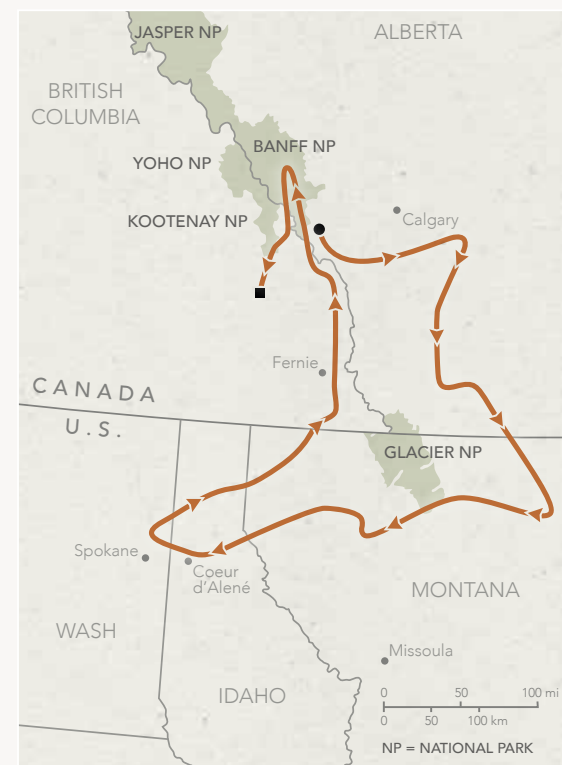 JASPER NP
ALBERTA
BRITISH
COLUMBIA
BANFF NP
YOHO NP
KOOTENAY NP
Calgary
Fernie
CANADA
U.S.
GLACIER NP
Spokane
Coeur
d'Alené
MONTANA
WASH
Missoula
IDAHO
0 50 100 mi
0 50 100 km
NP = NATIONAL PARK